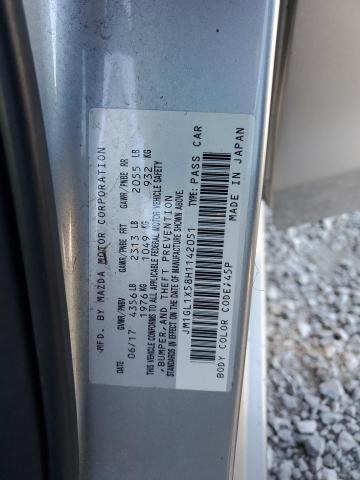 MFD. BY MAZDA MOTOR CORPORATION
GVWR/PNBV GAWR/PNBE FRT GAWR/PNBE RR
06/17 4356 LB 2313 LB 2055 LB
1976 KG 1049 KG 932 KG
THIS VEHICLE CONFORMS TO ALL APPLICABLE FEDERAL MOTOR VEHICLE SAFETY
, BUMPER, AND THEFT PREVENTION
STANDARDS IN EFFECT ON THE DATE OF MANUFACTURE SHOWN ABOVE.
JM1GL1X58H1142051 TYPE: PASS CAR
BODY COLOR CODE:45P MADE IN JAPAN